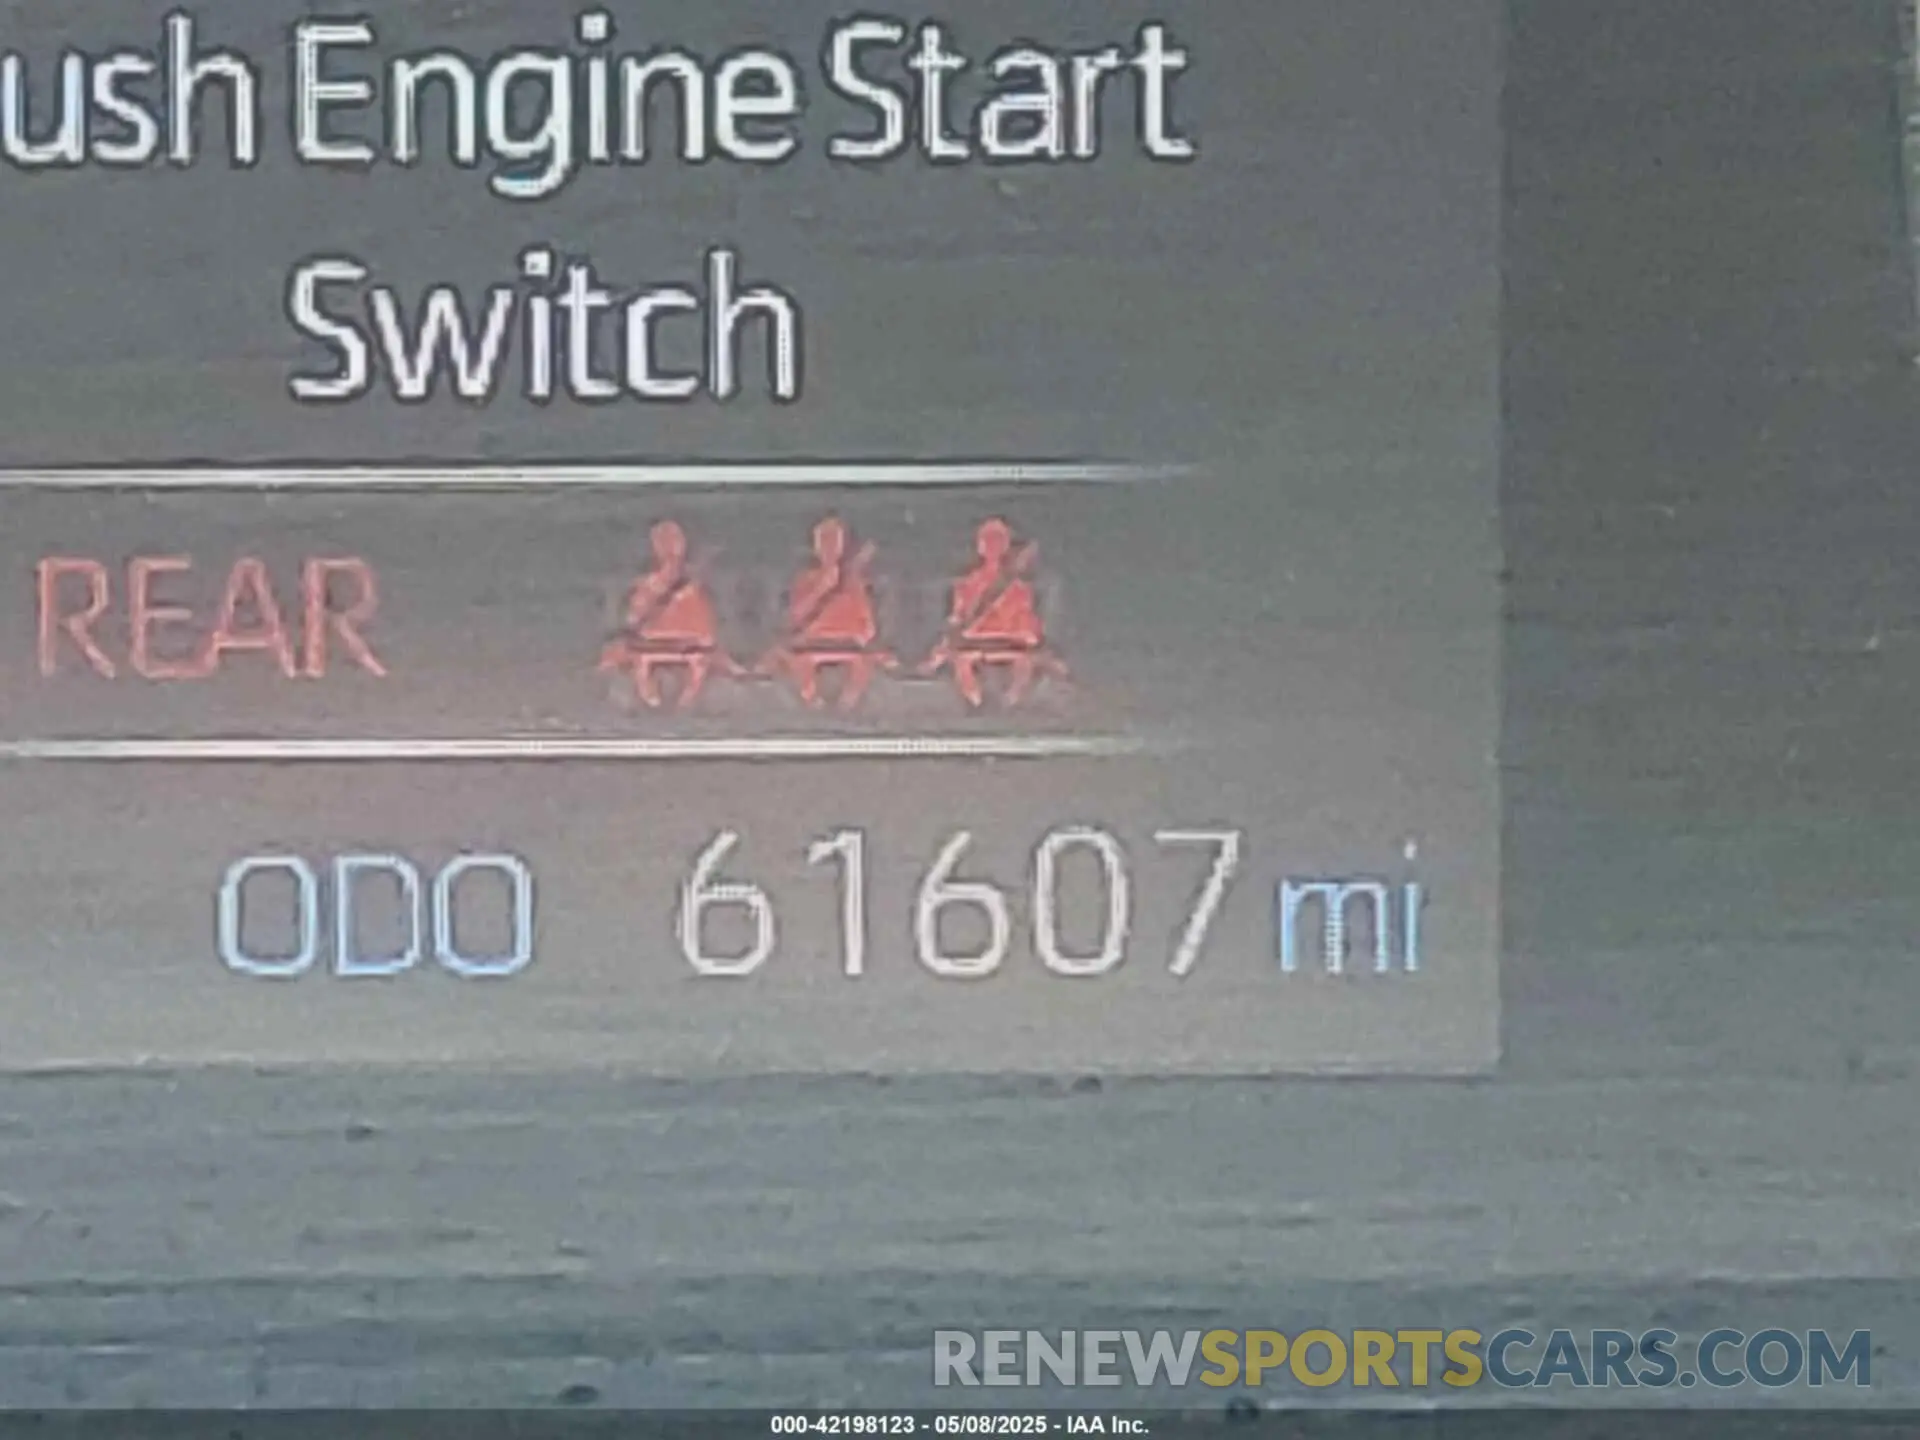 ush Engine Start
Switch
REAR
ODO 61607 mi
RENEWSPORTSCARS.COM
000-42198123 - 05/08/2025 - IAA Inc.